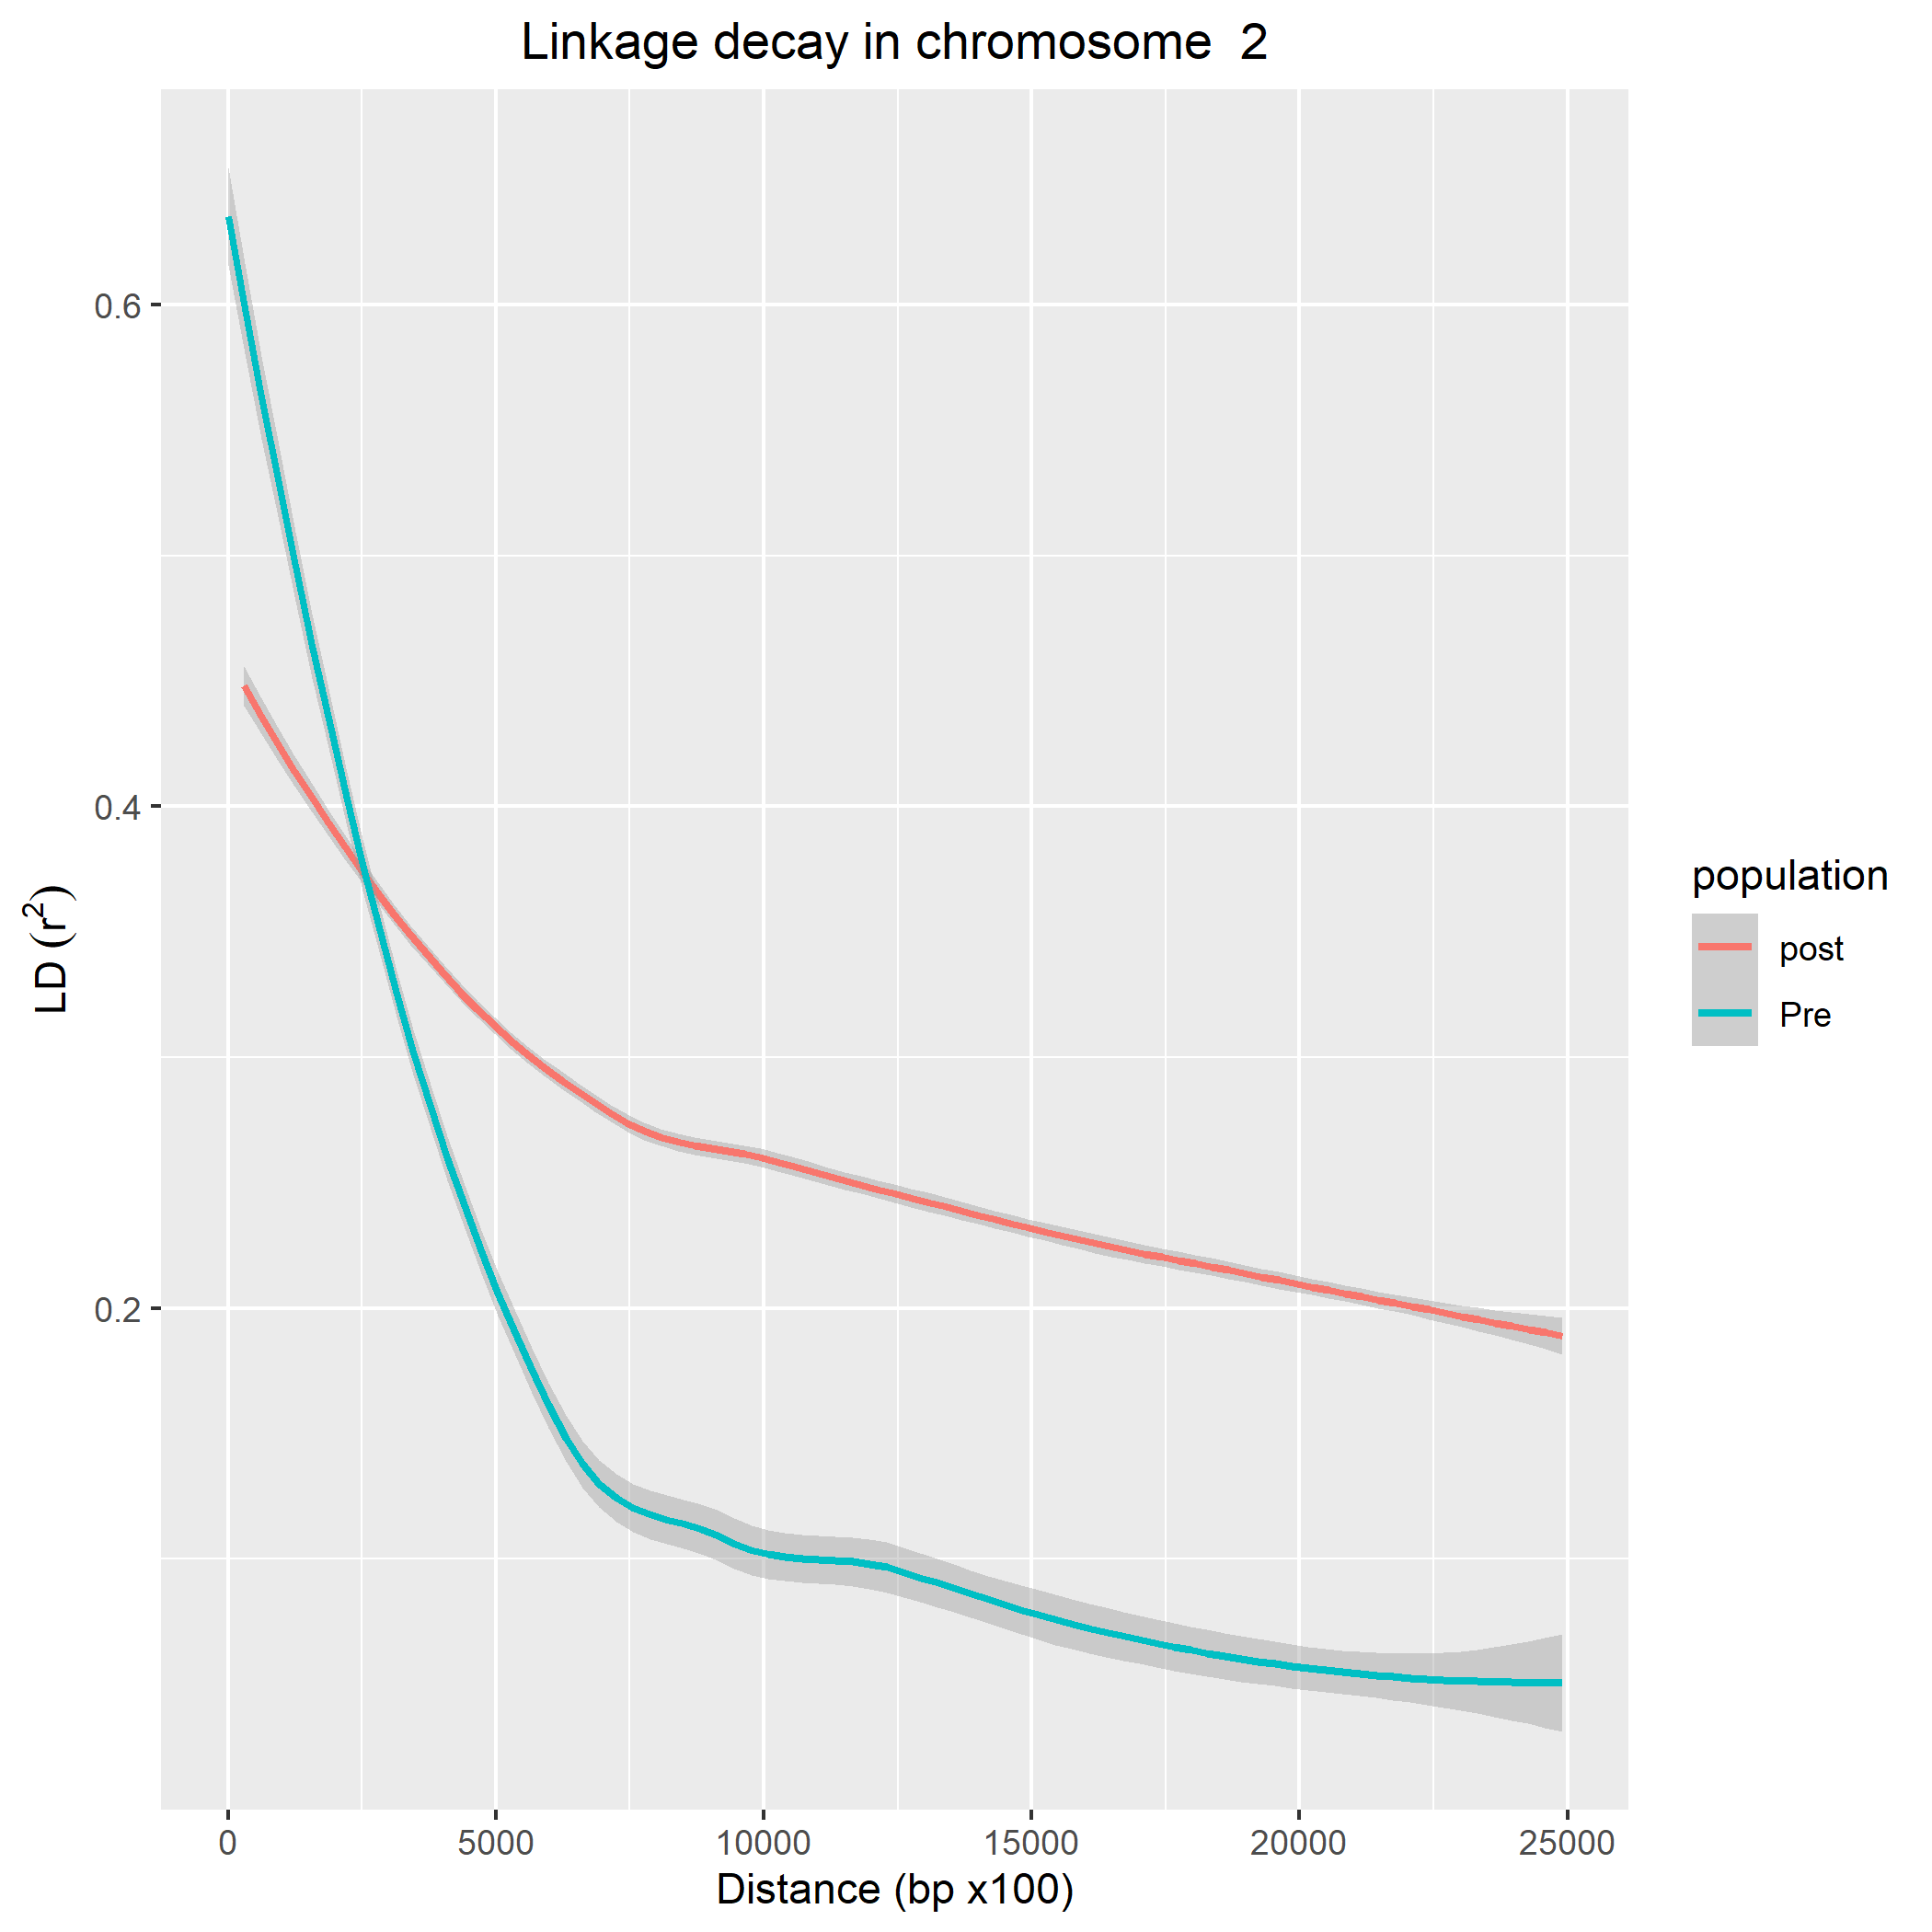 Linkage decay in chromosome  2
LD (r²)
0.6
0.4
0.2
0 5000 10000 15000 20000 25000
Distance (bp x100)
population
post
Pre